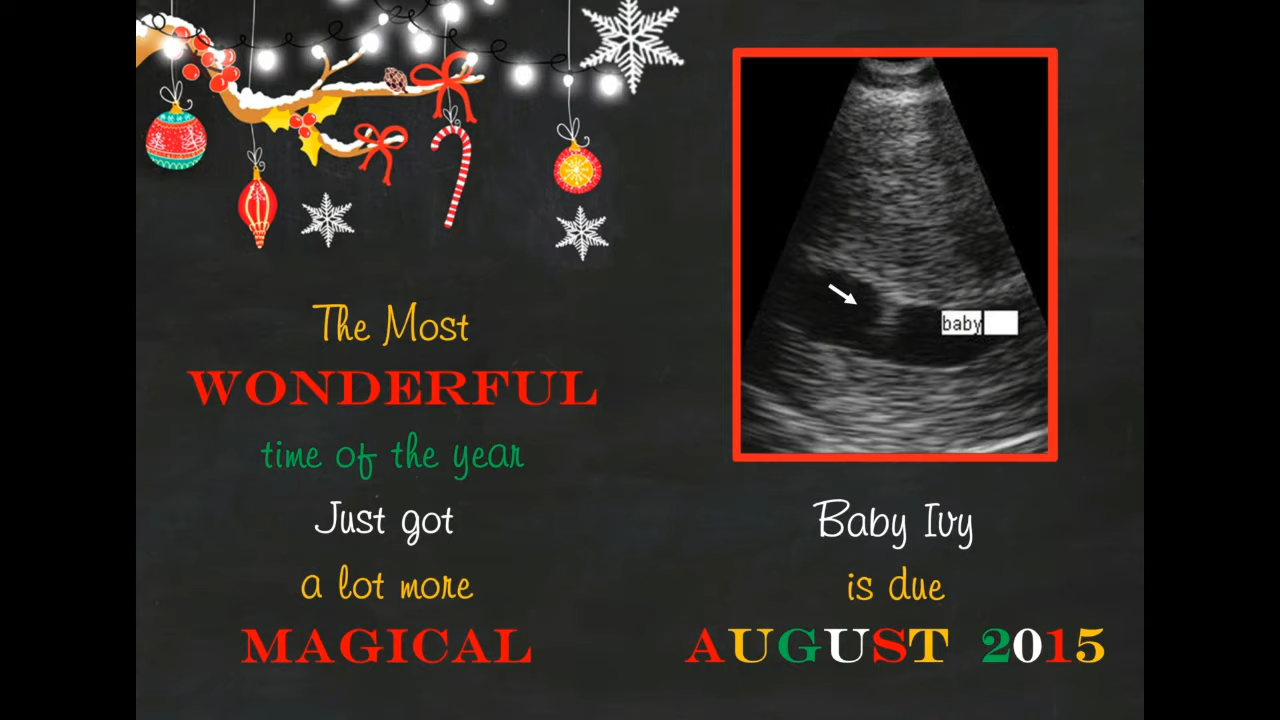 The Most
WONDERFUL
time of the year
Just got
a lot more
MAGICAL
baby
Baby Ivy
is due
AUGUST 2015